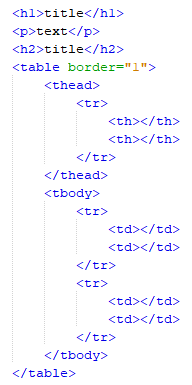 <h1>title</h1>
<p>text</p>
<h2>title</h2>
<table border="1">
    <thead>
        <tr>
            <th></th>
            <th></th>
        </tr>
    </thead>
    <tbody>
        <tr>
            <td></td>
            <td></td>
        </tr>
        <tr>
            <td></td>
            <td></td>
        </tr>
    </tbody>
</table>